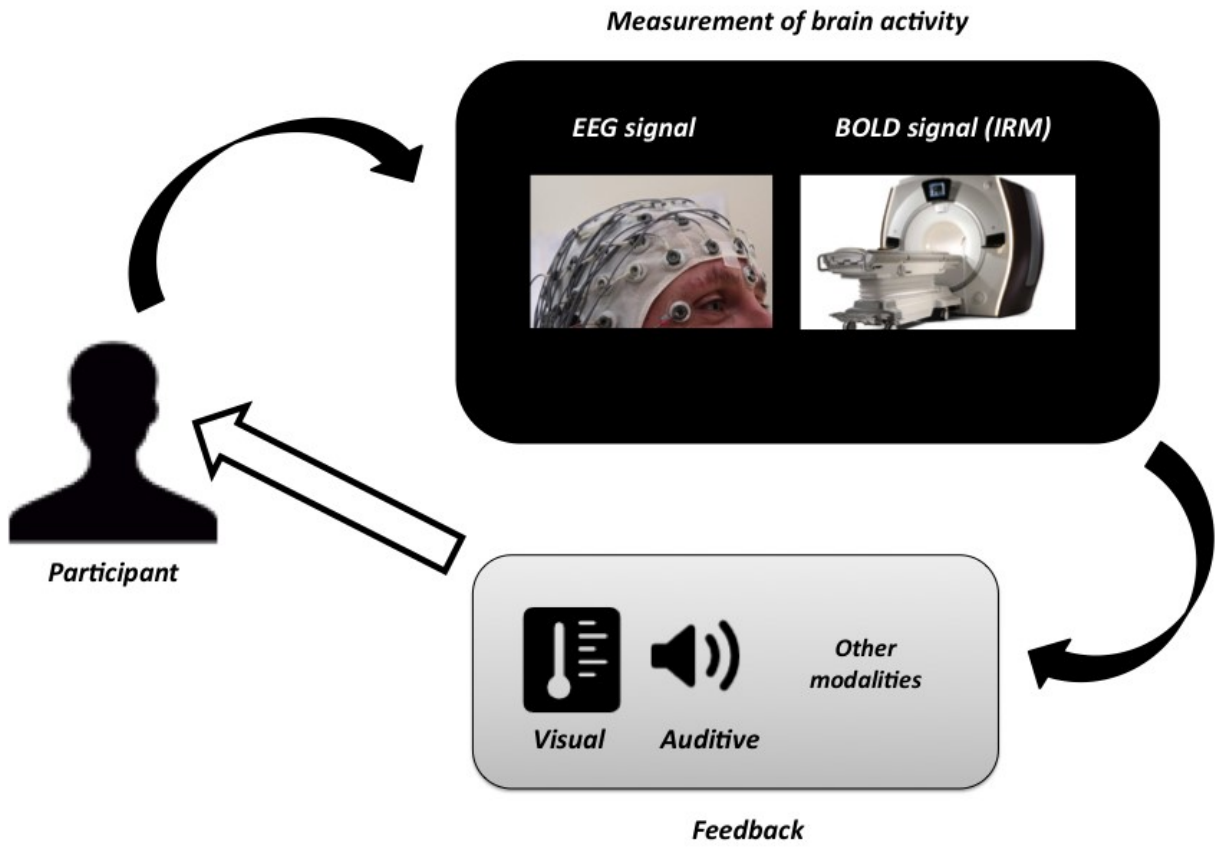 Measurement of brain activity
EEG signal
BOLD signal (IRM)
Participant
Other
modalities
Visual
Auditive
Feedback